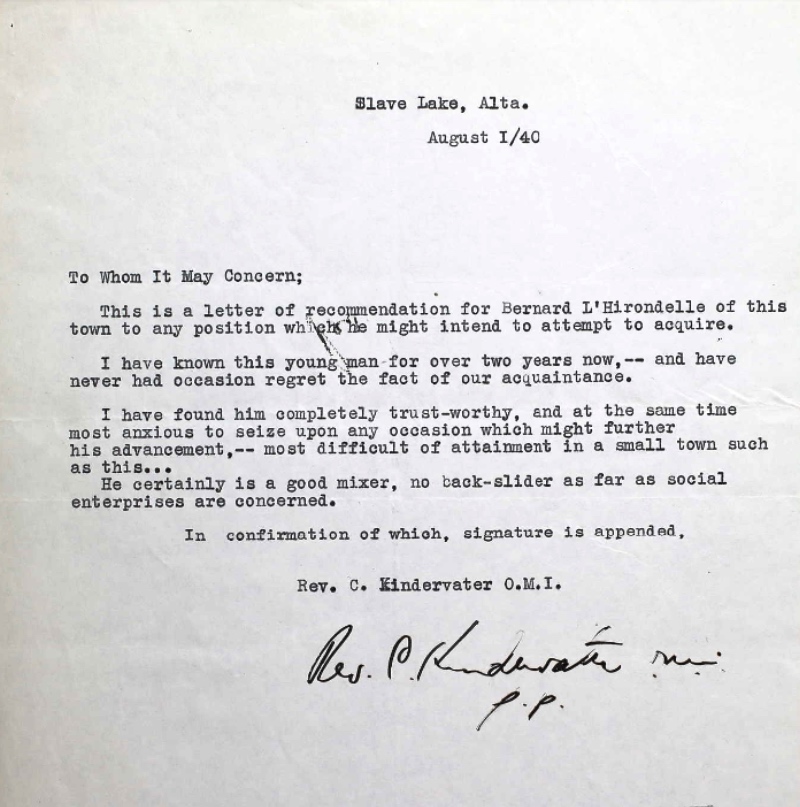 Slave Lake, Alta.
August I/40
To Whom It May Concern;
This is a letter of recommendation for Bernard L'Hirondelle of this
town to any position which he might intend to attempt to acquire.
I have known this young man for over two years now,-- and have
never had occasion regret the fact of our acquaintance.
I have found him completely trust-worthy, and at the same time
most anxious to seize upon any occasion which might further
his advancement,-- most difficult of attainment in a small town such
as this...
He certainly is a good mixer, no back-slider as far as social
enterprises are concerned.
In confirmation of which, signature is appended,
Rev. C. Kindervater O.M.I.
Rev. C. Kindervater
P.P.